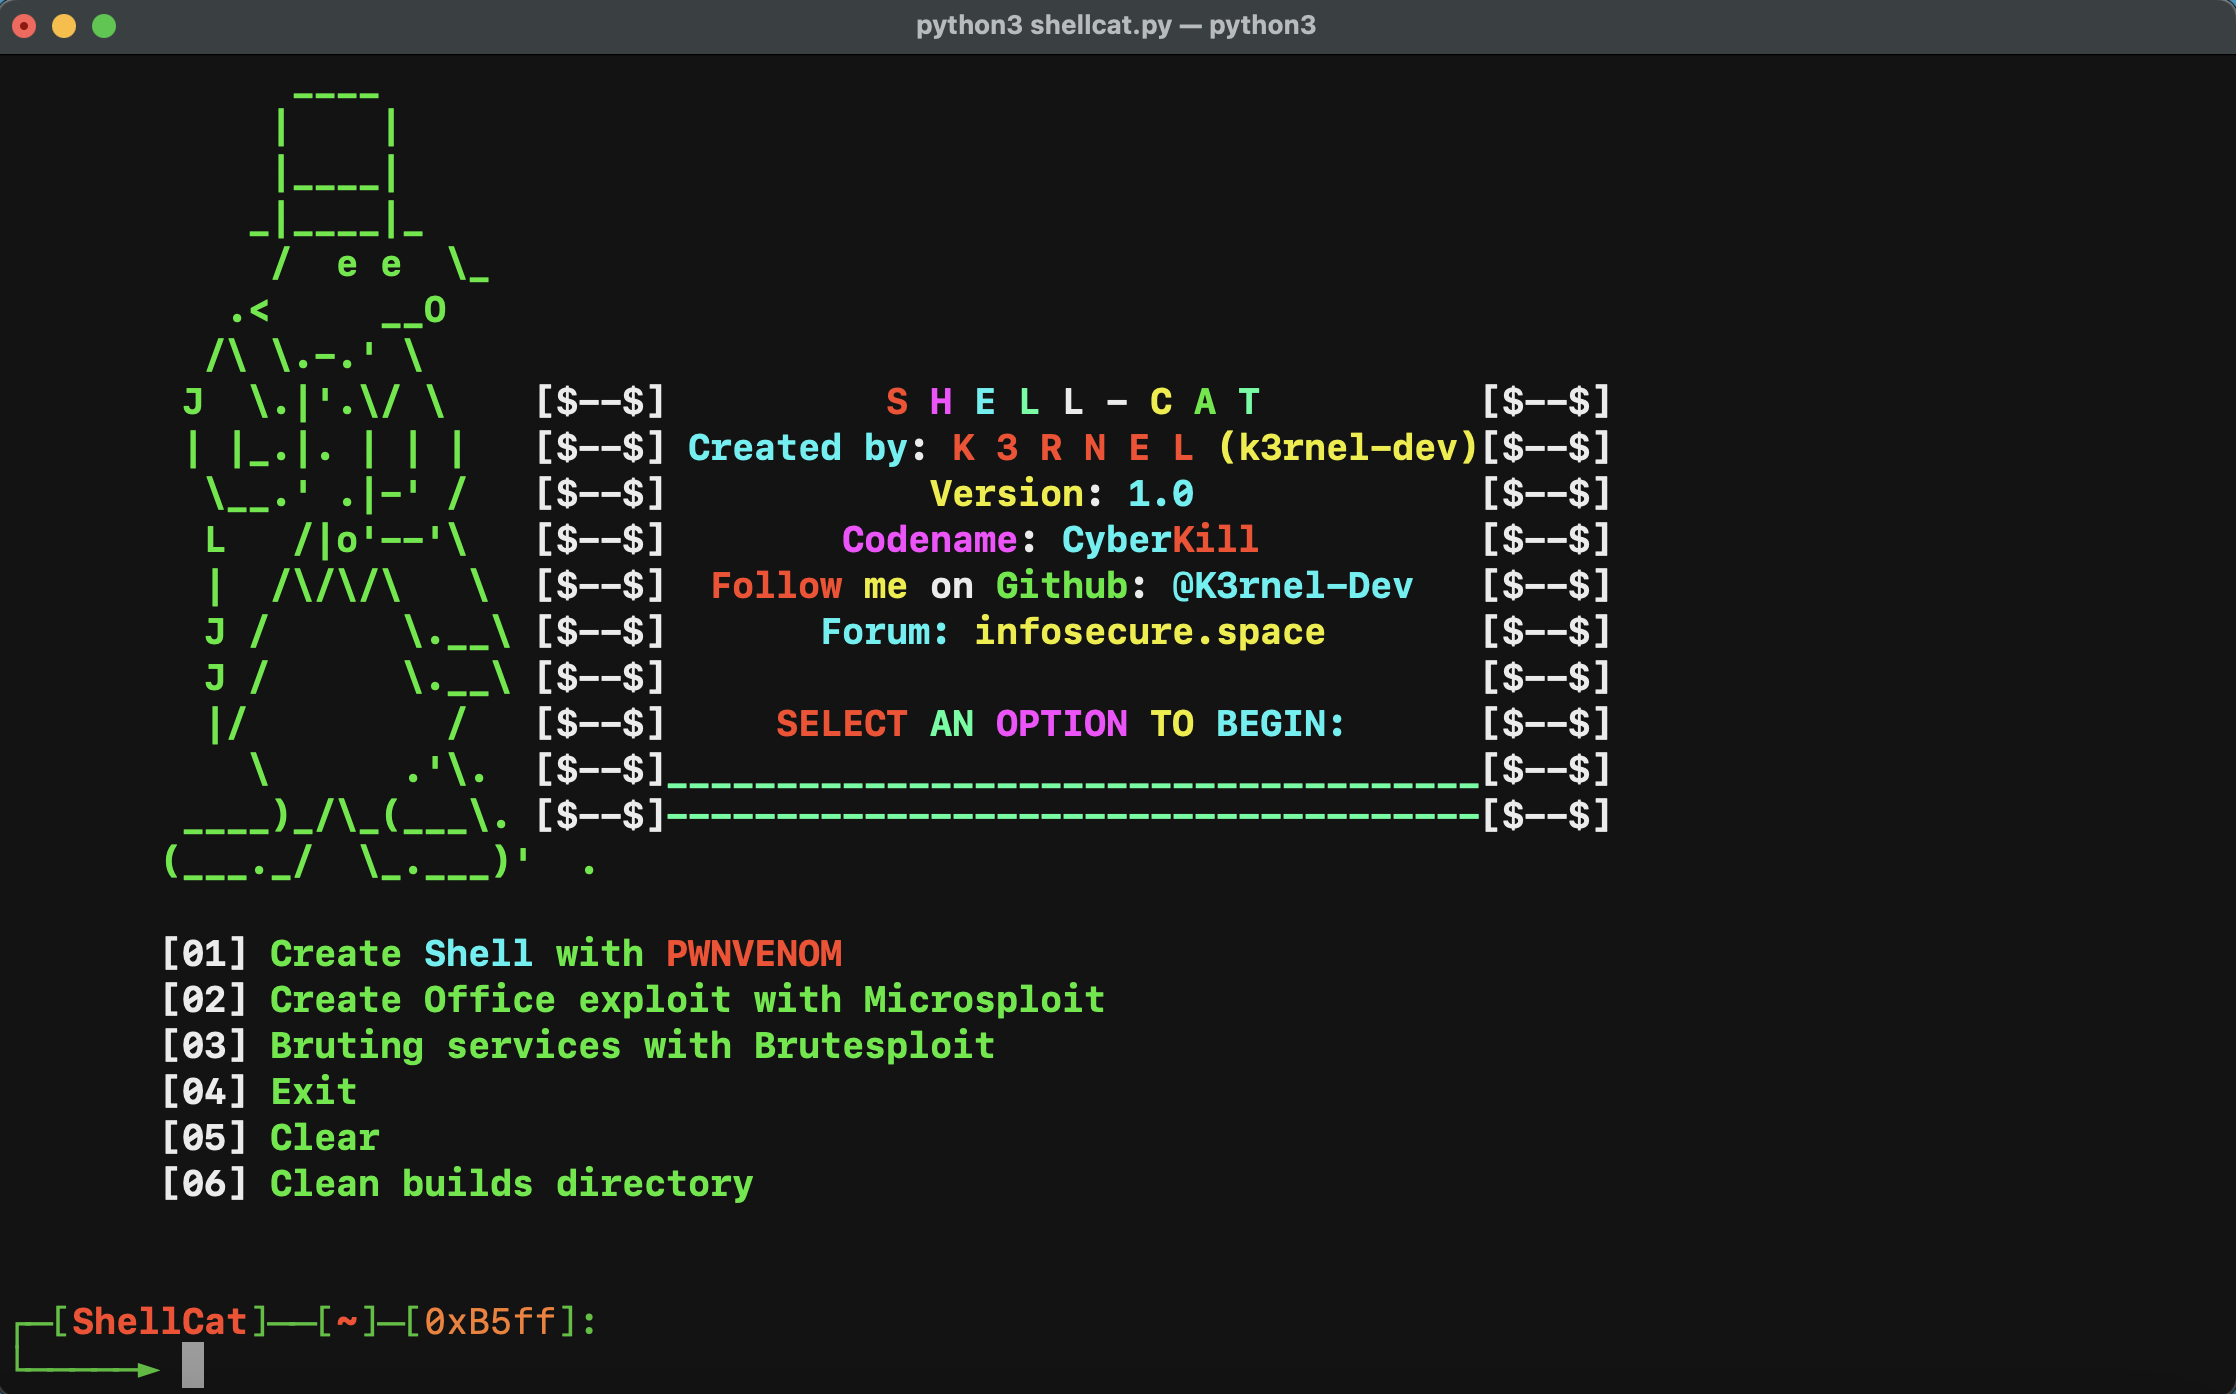 python3 shellcat.py — python3
 ____
|    |
|____|
_|____|_
/  e e  \_
.<     __O
/\ \.-.' \
J  \.|'.\/ \ [$--$] S H E L L - C A T [$--$]
| |_.|. | | | [$--$] Created by: K 3 R N E L (k3rnel-dev)[$--$]
\__.' .|-' / [$--$] Version: 1.0 [$--$]
L   /|o'--'\ [$--$] Codename: CyberKill [$--$]
|  /\/\/\   \ [$--$] Follow me on Github: @K3rnel-Dev [$--$]
J /      \.__\ [$--$] Forum: infosecure.space [$--$]
J /      \.__\ [$--$] [$--$]
|/         / [$--$] SELECT AN OPTION TO BEGIN: [$--$]
\      .'\. [$--$]_____________________________________[$--$]
____)_/\_(___\. [$--$]-------------------------------------[$--$]
(___._/  \_.___)'  .
[01] Create Shell with PWNVENOM
[02] Create Office exploit with Microsploit
[03] Bruting services with Brutesploit
[04] Exit
[05] Clear
[06] Clean builds directory
┌─[ShellCat]──[~]─[0xB5ff]:
└─────►